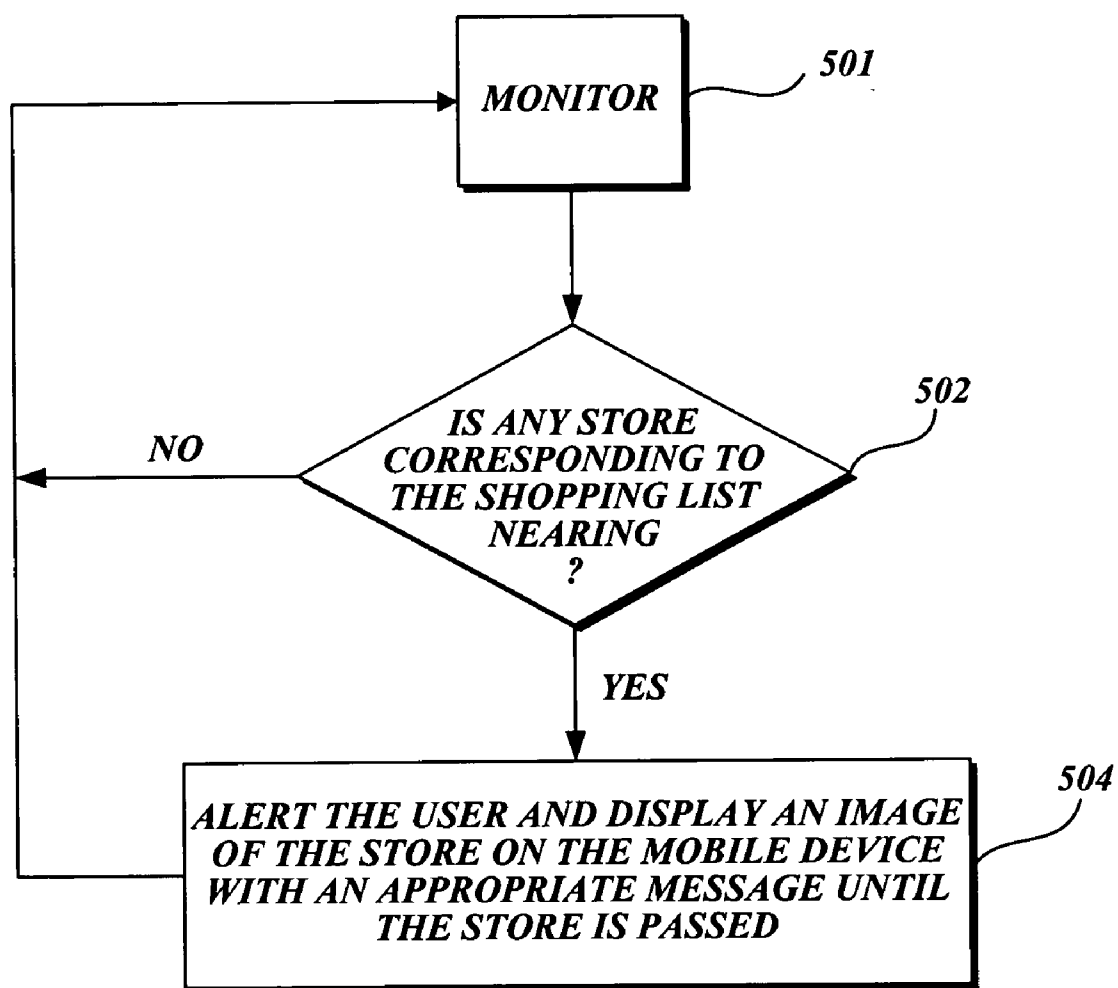 MONITOR
501
IS ANY STORE
CORRESPONDING TO
THE SHOPPING LIST
NEARING
?
502
NO
YES
ALERT THE USER AND DISPLAY AN IMAGE
OF THE STORE ON THE MOBILE DEVICE
WITH AN APPROPRIATE MESSAGE UNTIL
THE STORE IS PASSED
504